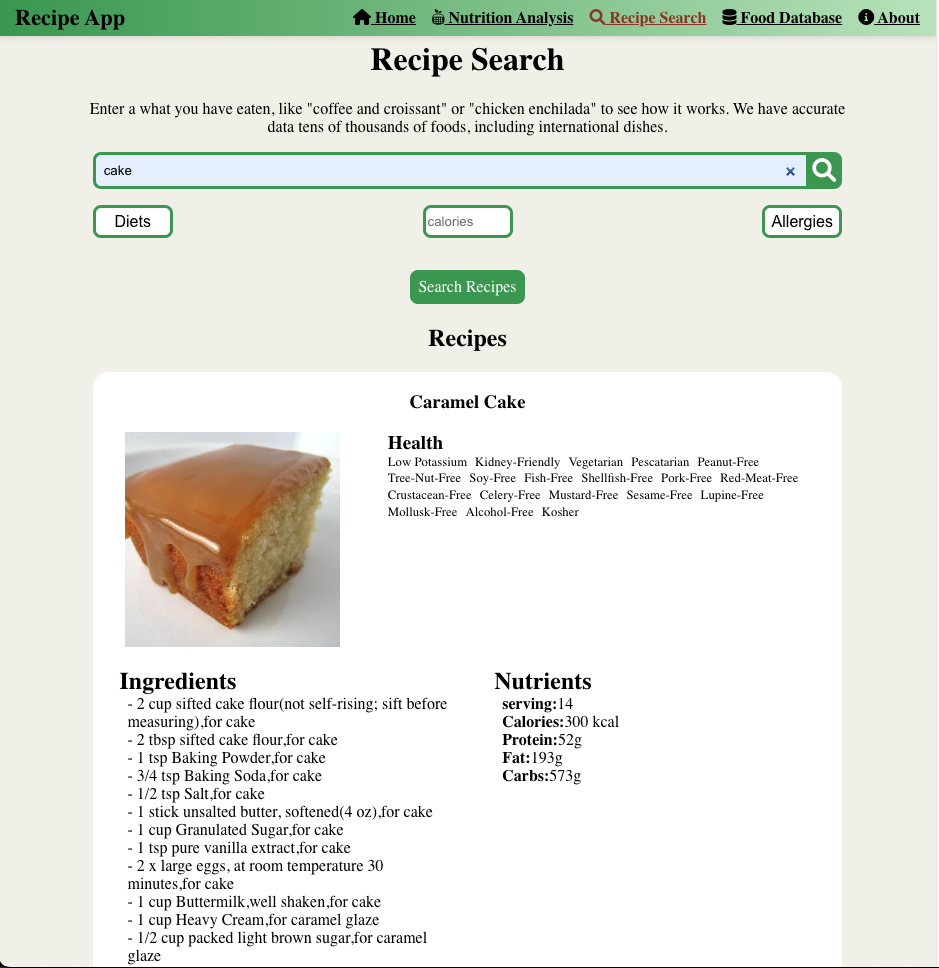 Recipe App
Home
Nutrition Analysis
Recipe Search
Food Database
About
Recipe Search
Enter a what you have eaten, like "coffee and croissant" or "chicken enchilada" to see how it works. We have accurate
data tens of thousands of foods, including international dishes.
cake
×
Diets
calories
Allergies
Search Recipes
Recipes
Caramel Cake
Health
Low Potassium Kidney-Friendly Vegetarian Pescatarian Peanut-Free
Tree-Nut-Free Soy-Free Fish-Free Shellfish-Free Pork-Free Red-Meat-Free
Crustacean-Free Celery-Free Mustard-Free Sesame-Free Lupine-Free
Mollusk-Free Alcohol-Free Kosher
Ingredients
- 2 cup sifted cake flour(not self-rising; sift before
measuring),for cake
- 2 tbsp sifted cake flour,for cake
- 1 tsp Baking Powder,for cake
- 3/4 tsp Baking Soda,for cake
- 1/2 tsp Salt,for cake
- 1 stick unsalted butter, softened(4 oz),for cake
- 1 cup Granulated Sugar,for cake
- 1 tsp pure vanilla extract,for cake
- 2 x large eggs, at room temperature 30
minutes,for cake
- 1 cup Buttermilk,well shaken,for cake
- 1 cup Heavy Cream,for caramel glaze
- 1/2 cup packed light brown sugar,for caramel
glaze
Nutrients
serving:14
Calories:300 kcal
Protein:52g
Fat:193g
Carbs:573g